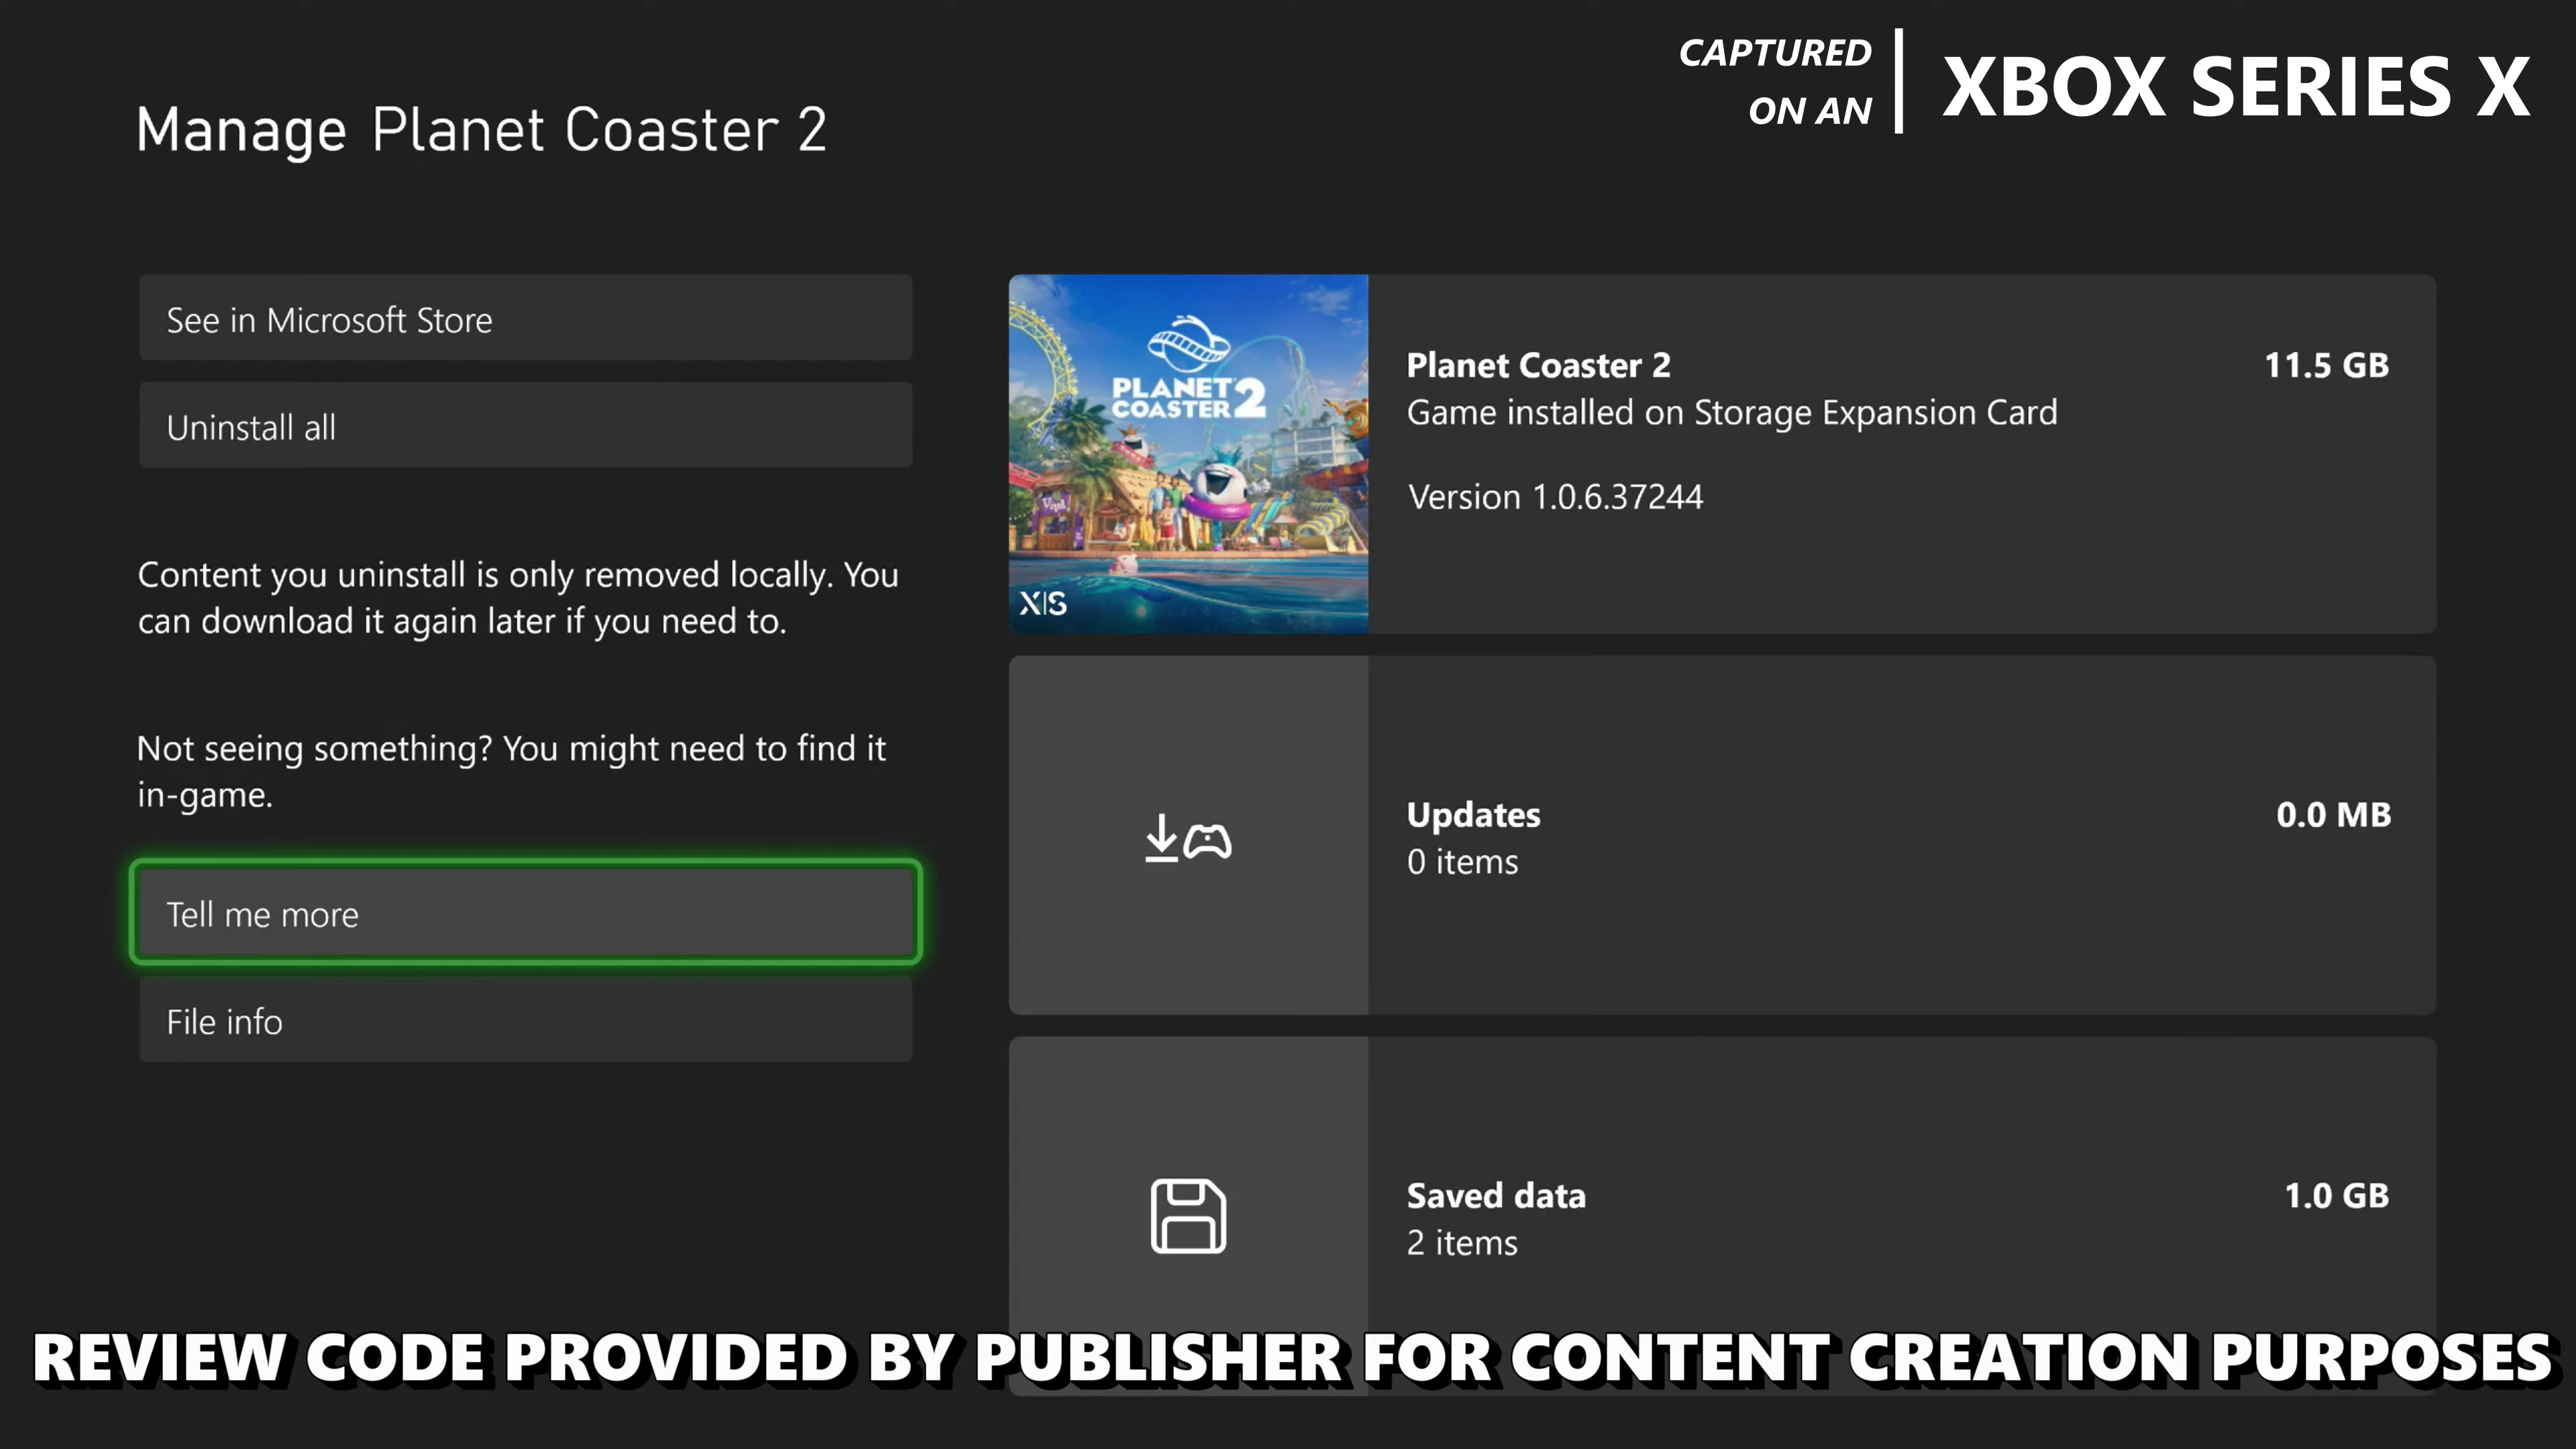 CAPTURED
ON AN
XBOX SERIES X
Manage Planet Coaster 2
See in Microsoft Store
Uninstall all
Content you uninstall is only removed locally. You
can download it again later if you need to.
Not seeing something? You might need to find it
in-game.
Tell me more
File info
PLANET
COASTER 2
X|S
Planet Coaster 2
11.5 GB
Game installed on Storage Expansion Card
Version 1.0.6.37244
Updates
0.0 MB
0 items
Saved data
1.0 GB
2 items
REVIEW CODE PROVIDED BY PUBLISHER FOR CONTENT CREATION PURPOSES